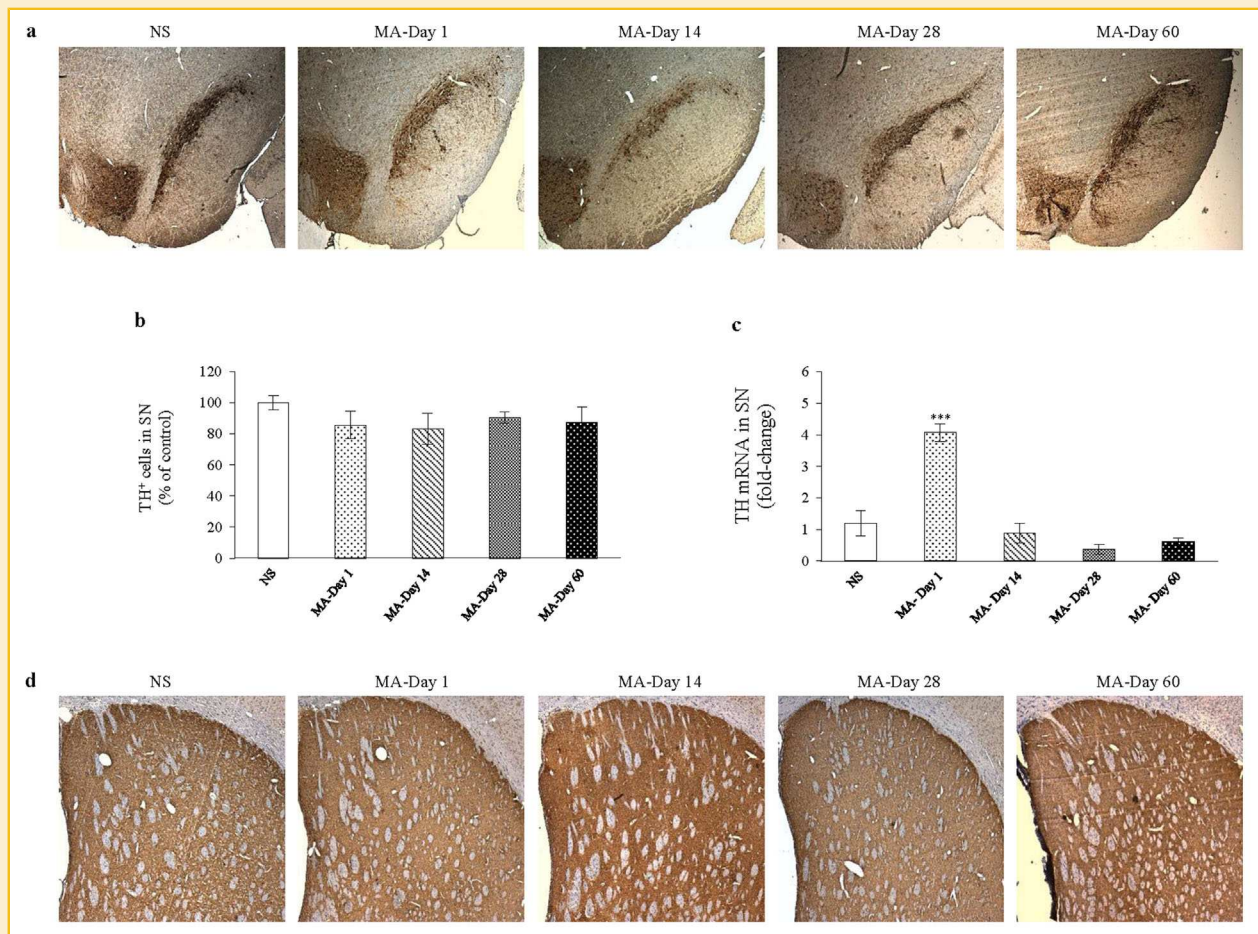 a
NS MA-Day 1 MA-Day 14 MA-Day 28 MA-Day 60
b
TH⁺ cells in SN
(% of control)
120
100
80
60
40
20
0
NS MA-Day 1 MA-Day 14 MA-Day 28 MA-Day 60
c
TH mRNA in SN
(fold-change)
6
5
4
3
2
1
0
***
NS MA- Day 1 MA- Day 14 MA- Day 28 MA- Day 60
d
NS MA-Day 1 MA-Day 14 MA-Day 28 MA-Day 60